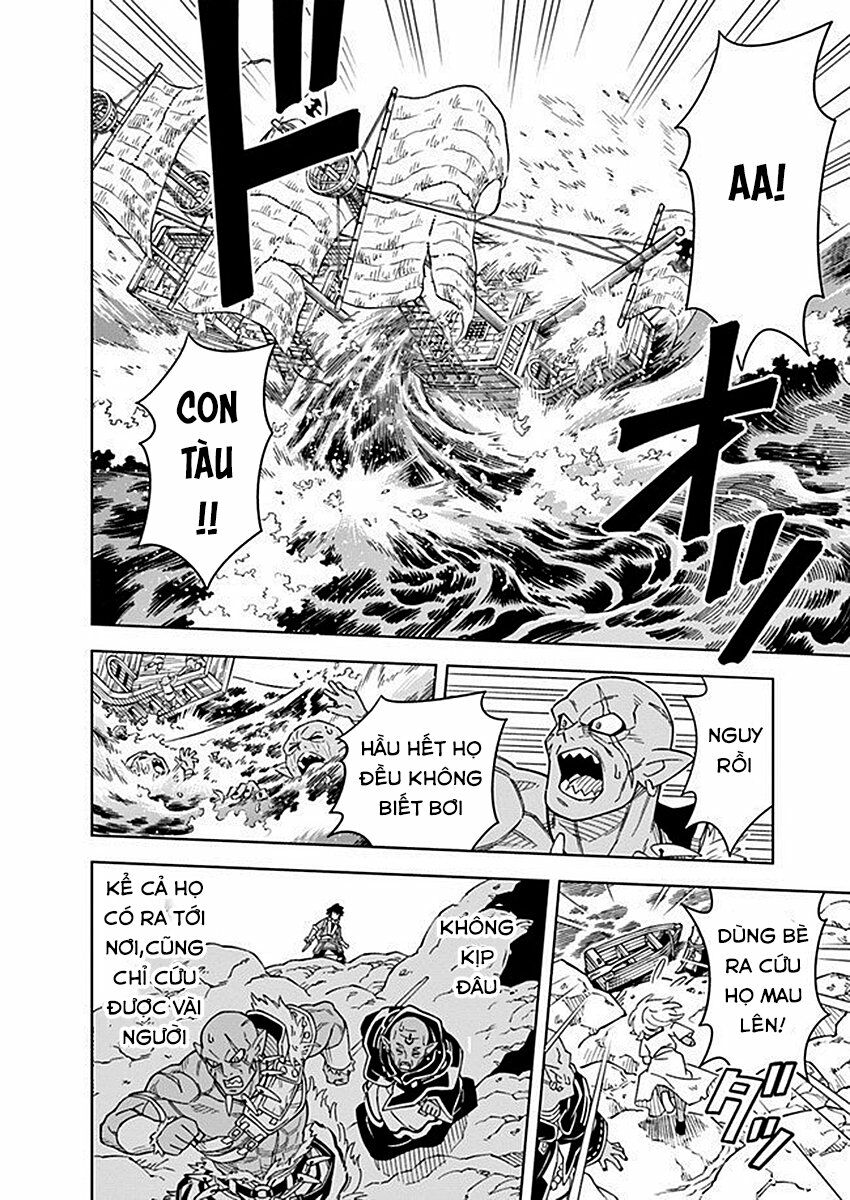 AA!
ドオッ
CON
TÀU
!!
NGUY
RỒI
HẦU HẾT HỌ
ĐỀU KHÔNG
BIẾT BƠI
DÙNG BÈ
RA CỨU
HỌ MAU
LÊN!
ダッ
KHÔNG
KỊP
ĐÂU
KỂ CẢ HỌ
CÓ RA TỚI
NƠI,CŨNG
CHỈ CỨU
ĐƯỢC VÀI
NGƯỜI